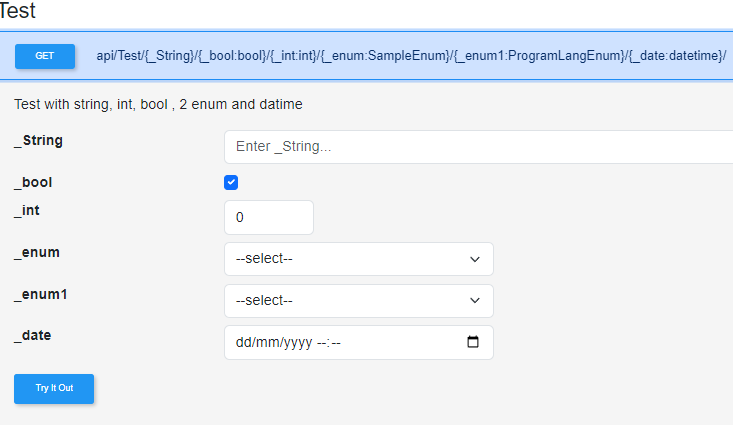 Test
GET api/Test/{_String}/{_bool:bool}/{_int:int}/{_enum:SampleEnum}/{_enum1:ProgramLangEnum}/{_date:datetime}/
Test with string, int, bool , 2 enum and datime
_String Enter _String...
_bool
_int 0
_enum --select--
_enum1 --select--
_date dd/mm/yyyy --:--
Try It Out